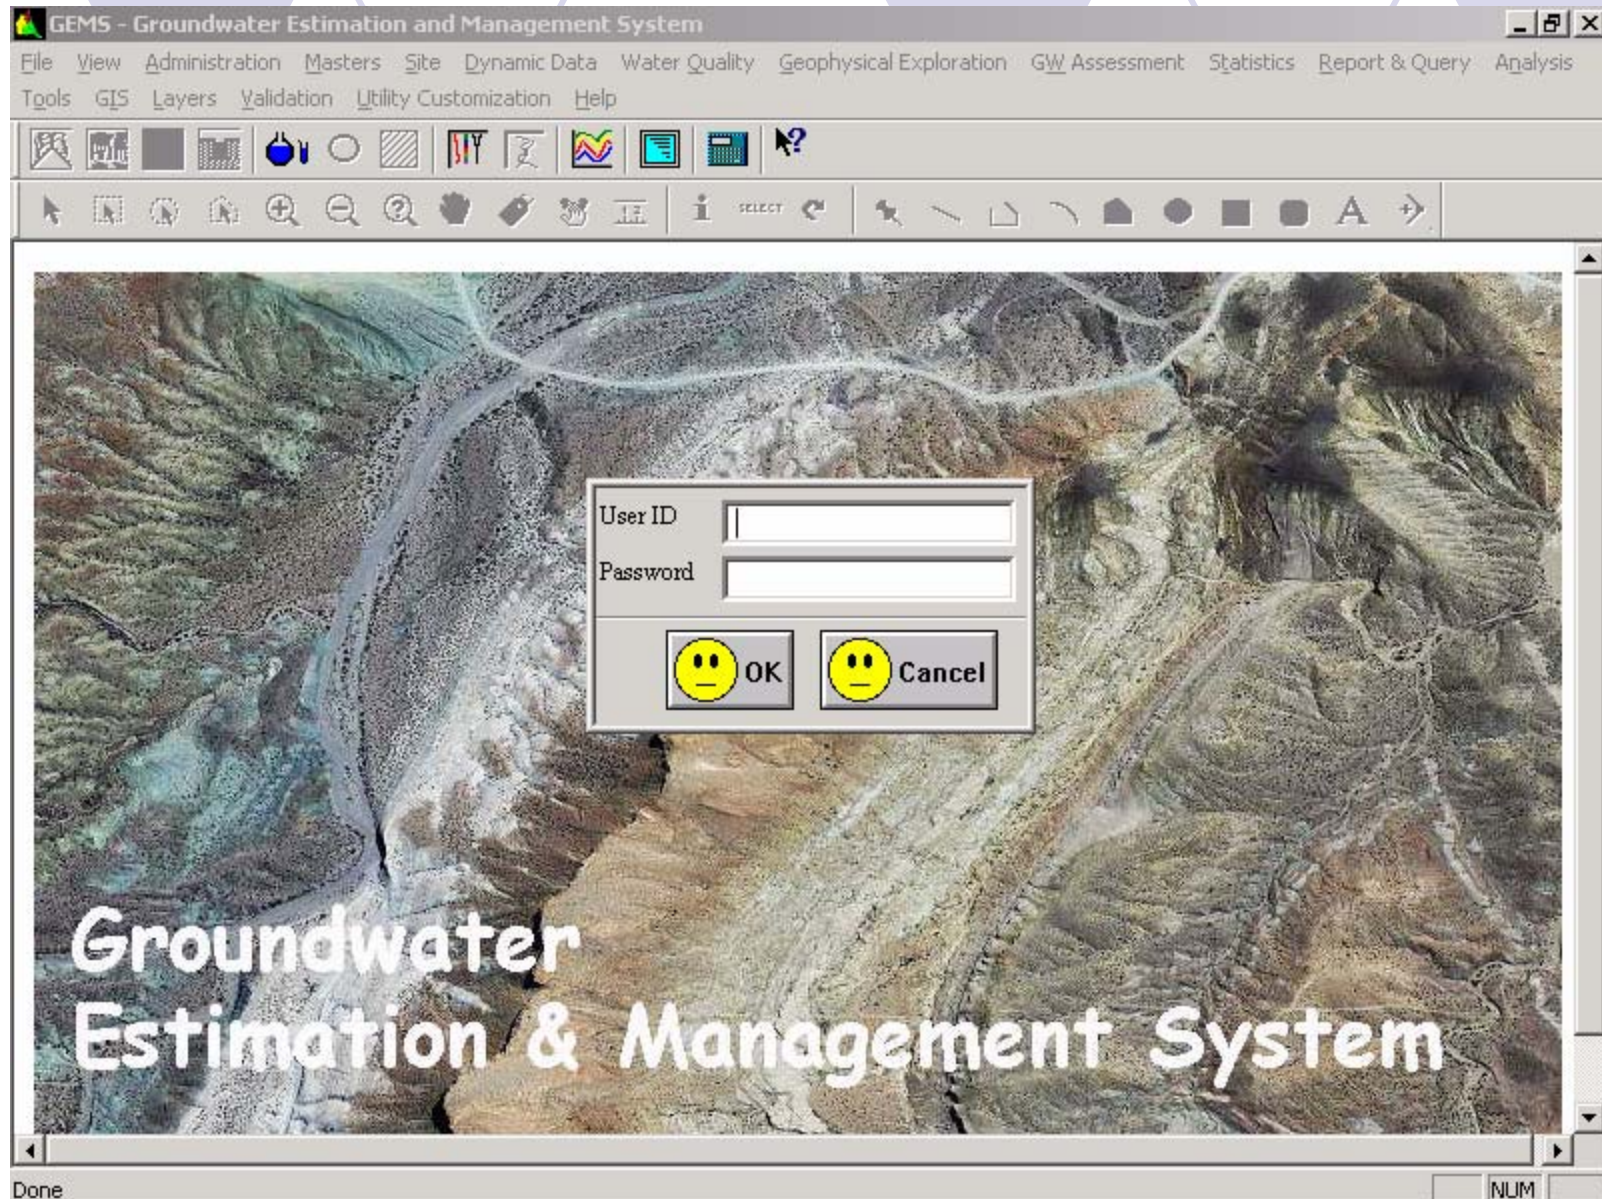 GEMS - Groundwater Estimation and Management System
File View Administration Masters Site Dynamic Data Water Quality Geophysical Exploration GW Assessment Statistics Report & Query Analysis
Tools GIS Layers Validation Utility Customization Help
SELECT
A
User ID
Password
OK Cancel
Groundwater
Estimation & Management System
Done NUM